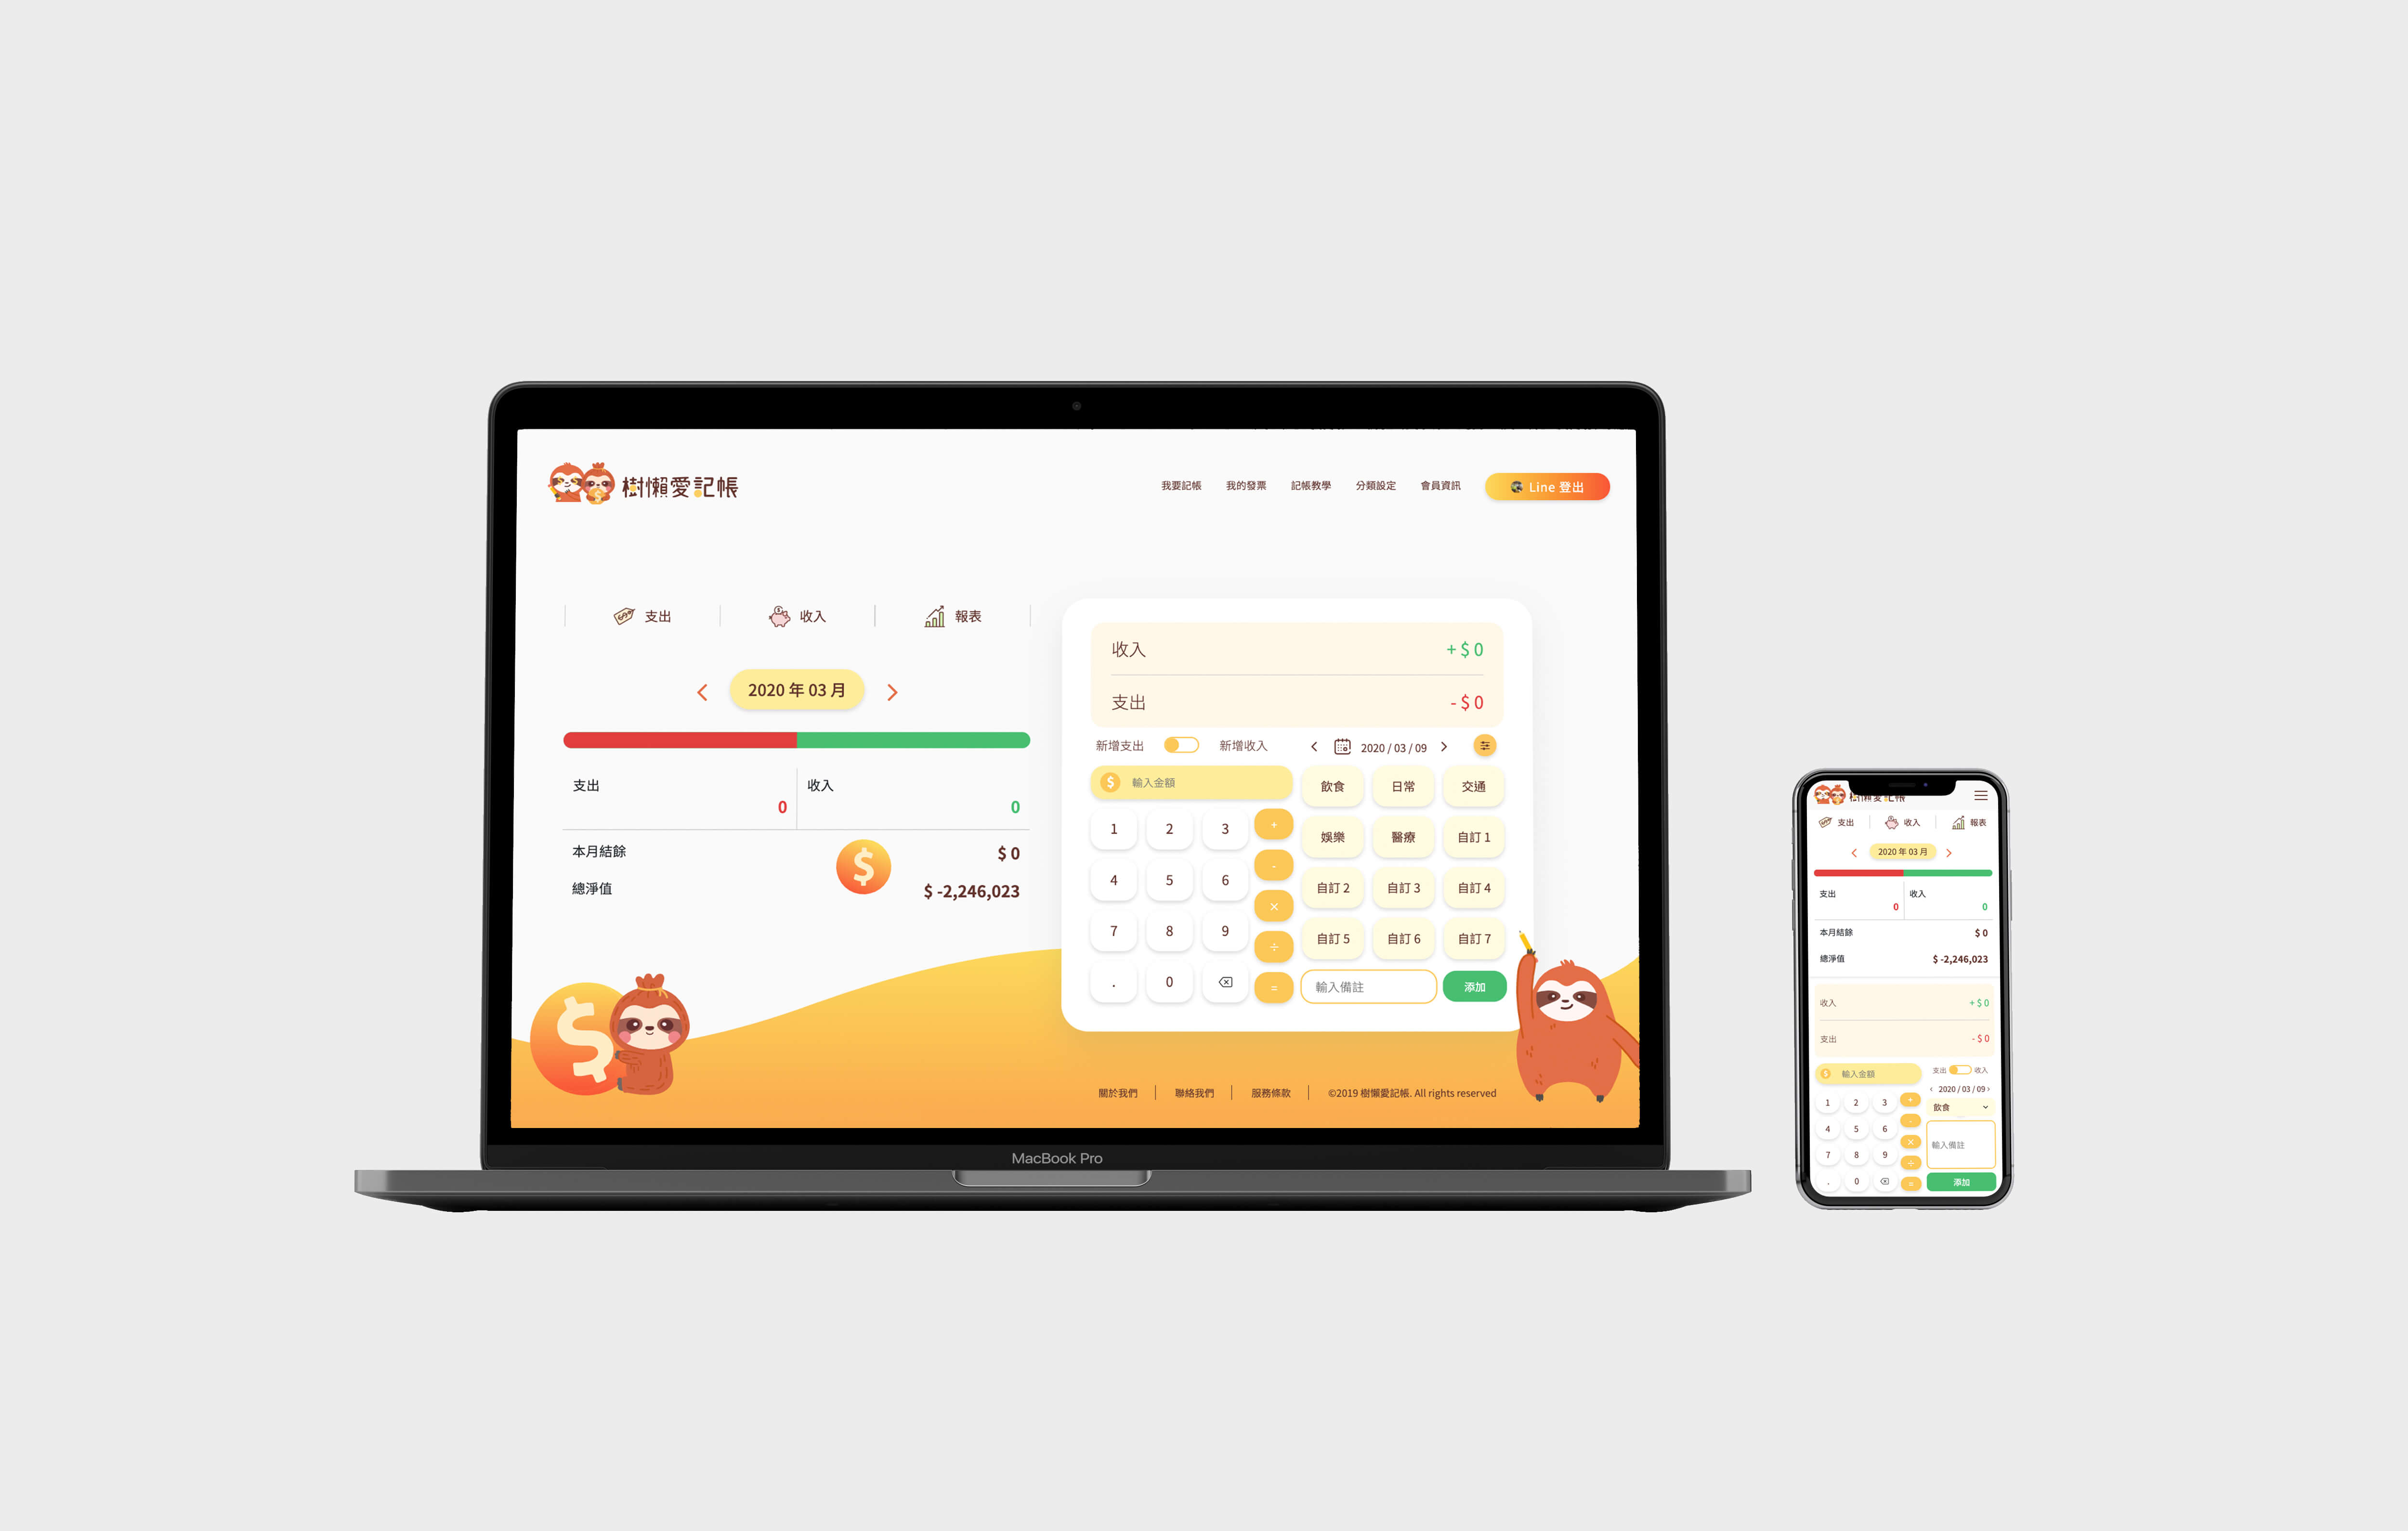 樹懶愛記帳
我要記帳 我的發票 記帳教學 分類設定 會員資訊 Line 登出
支出 收入 報表
2020 年 03 月
支出 收入
0 0
本月結餘 $ 0
總淨值 $ -2,246,023
收入 + $ 0
支出 - $ 0
新增支出 新增收入 2020 / 03 / 09
輸入金額 飲食 日常 交通
1 2 3 + 娛樂 醫療 自訂 1
4 5 6 - 自訂 2 自訂 3 自訂 4
7 8 9 × 自訂 5 自訂 6 自訂 7
÷
. 0 = 輸入備註 添加
關於我們 聯絡我們 服務條款 ©2019 樹懶愛記帳. All rights reserved
MacBook Pro
支出 收入 報表
2020 年 03 月
支出 收入
0 0
本月結餘 $ 0
總淨值 $ -2,246,023
收入 + $ 0
支出 - $ 0
輸入金額 支出 收入
2020 / 03 / 09
1 2 3 + 飲食
4 5 6 -
7 8 9 × 輸入備註
÷
. 0 = 添加